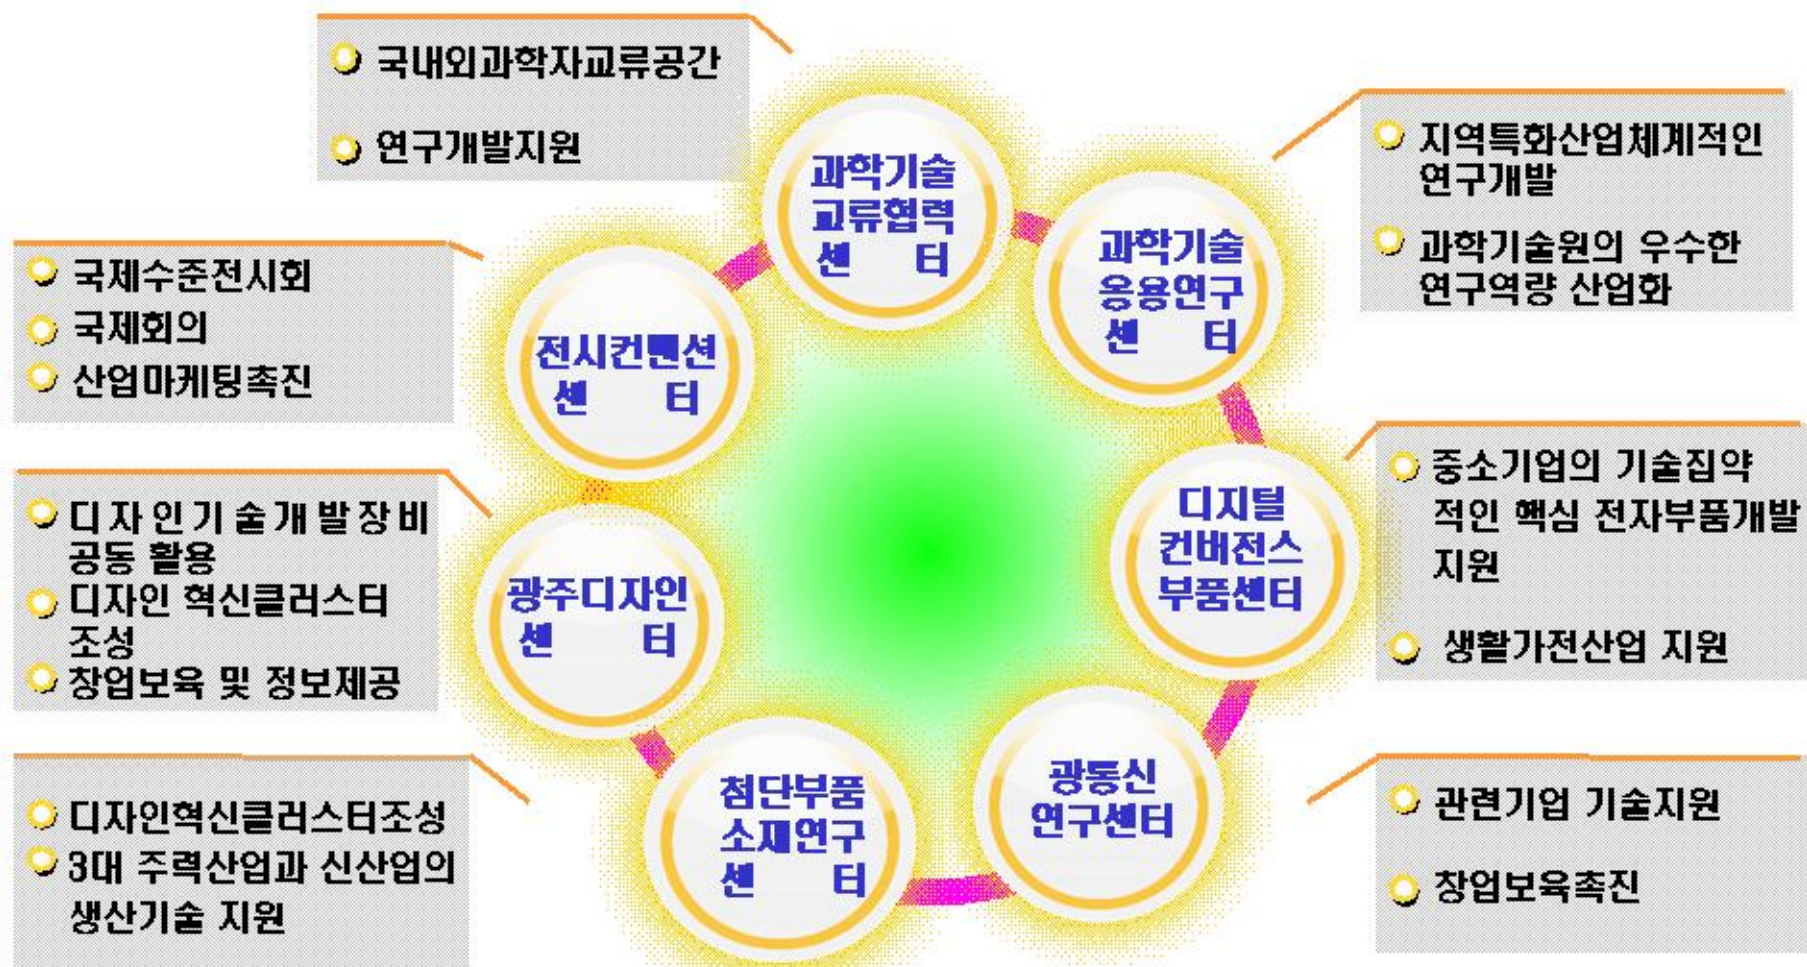 국내외과학자교류공간
연구개발지원
과학기술
교류협력
센 터
지역특화산업체계적인
연구개발
과학기술원의 우수한
연구역량 산업화
과학기술
응용연구
센 터
국제수준전시회
국제회의
산업마케팅촉진
전시컨벤션
센 터
중소기업의 기술집약
적인 핵심 전자부품개발
지원
생활가전산업 지원
디지털
컨버전스
부품센터
디자인기술개발장비
공동 활용
디자인 혁신클러스터
조성
창업보육 및 정보제공
광주디자인
센 터
관련기업 기술지원
창업보육촉진
광통신
연구센터
디자인혁신클러스터조성
3대 주력산업과 신산업의
생산기술 지원
첨단부품
소재연구
센 터